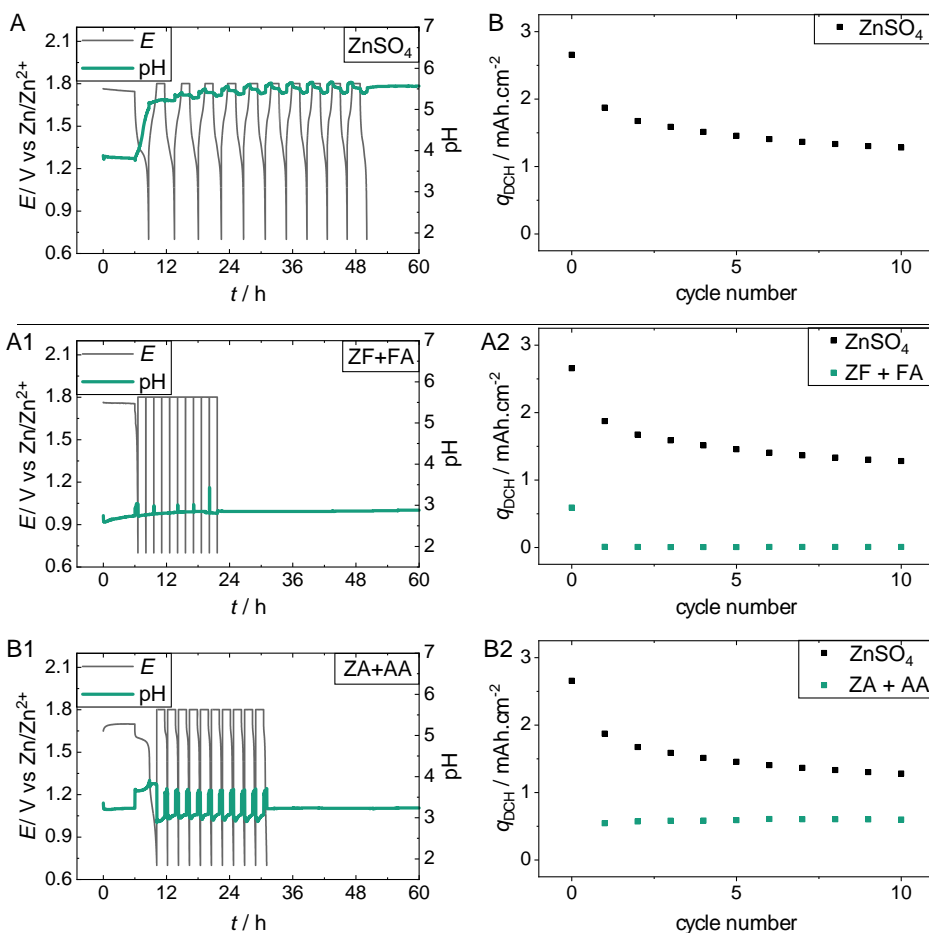 A
E
pH
ZnSO₄
2.1
1.8
1.5
1.2
0.9
0.6
E/ V vs Zn/Zn²⁺
7
6
5
4
3
2
pH
0 12 24 36 48 60
t / h
B
ZnSO₄
3
2
1
0
q_DCH / mAh.cm⁻²
0 5 10
cycle number
A1
E
pH
ZF+FA
2.1
1.8
1.5
1.2
0.9
0.6
E/ V vs Zn/Zn²⁺
7
6
5
4
3
2
pH
0 12 24 36 48 60
t / h
A2
ZnSO₄
ZF + FA
3
2
1
0
q_DCH / mAh.cm⁻²
0 5 10
cycle number
B1
E
pH
ZA+AA
2.1
1.8
1.5
1.2
0.9
0.6
E/ V vs Zn/Zn²⁺
7
6
5
4
3
2
pH
0 12 24 36 48 60
t / h
B2
ZnSO₄
ZA + AA
3
2
1
0
q_DCH / mAh.cm⁻²
0 5 10
cycle number